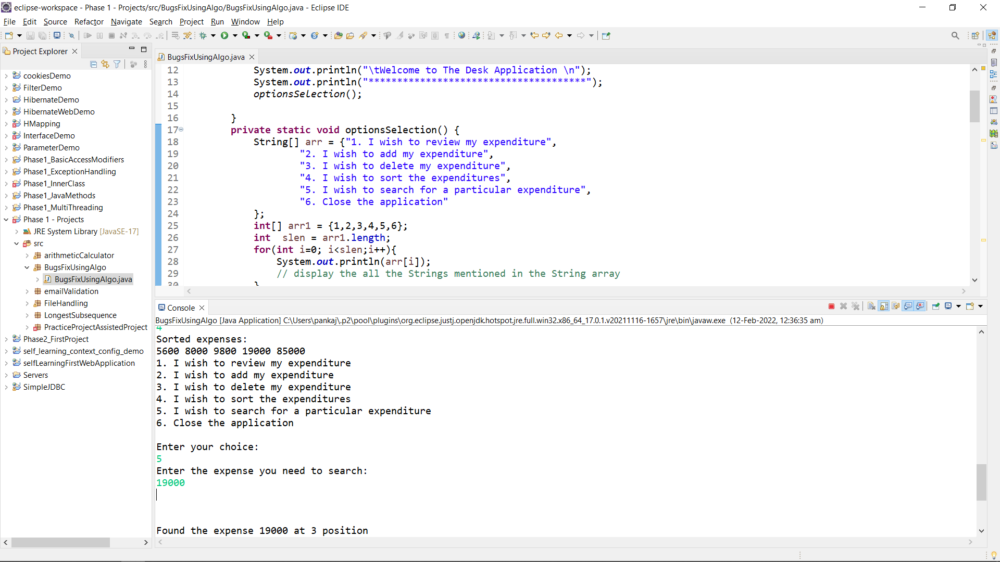 eclipse-workspace - Phase 1 - Projects/src/BugsFixUsingAlgo/BugsFixUsingAlgo.java - Eclipse IDE
File Edit Source Refactor Navigate Search Project Run Window Help
Project Explorer
cookiesDemo
FilterDemo
HibernateDemo
HibernateWebDemo
HMapping
InterfaceDemo
ParameterDemo
Phase1_BasicAccessModifiers
Phase1_ExceptionHandling
Phase1_InnerClass
Phase1_JavaMethods
Phase1_MultiThreading
Phase 1 - Projects
JRE System Library [JavaSE-17]
src
arithmeticCalculator
BugsFixUsingAlgo
BugsFixUsingAlgo.java
emailValidation
FileHandling
LongestSubsequence
PracticeProjectAssistedProject
Phase2_FirstProject
self_learning_context_config_demo
selfLearningFirstWebApplication
Servers
SimpleJDBC
BugsFixUsingAlgo.java
12 System.out.println("\tWelcome to The Desk Application \n");
13 System.out.println("**************************************");
14 optionsSelection();
15
16 }
17 private static void optionsSelection() {
18 String[] arr = {"1. I wish to review my expenditure",
19 "2. I wish to add my expenditure",
20 "3. I wish to delete my expenditure",
21 "4. I wish to sort the expenditures",
22 "5. I wish to search for a particular expenditure",
23 "6. Close the application"
24 };
25 int[] arr1 = {1,2,3,4,5,6};
26 int  slen = arr1.length;
27 for(int i=0; i<slen;i++){
28 System.out.println(arr[i]);
29 // display the all the Strings mentioned in the String array
30 }
Console
BugsFixUsingAlgo [Java Application] C:\Users\pankaj\.p2\pool\plugins\org.eclipse.justj.openjdk.hotspot.jre.full.win32.x86_64_17.0.1.v20211116-1657\jre\bin\javaw.exe (12-Feb-2022, 12:36:35 am)
4
Sorted expenses:
5600 8000 9800 19000 85000
1. I wish to review my expenditure
2. I wish to add my expenditure
3. I wish to delete my expenditure
4. I wish to sort the expenditures
5. I wish to search for a particular expenditure
6. Close the application
Enter your choice:
5
Enter the expense you need to search:
19000
Found the expense 19000 at 3 position